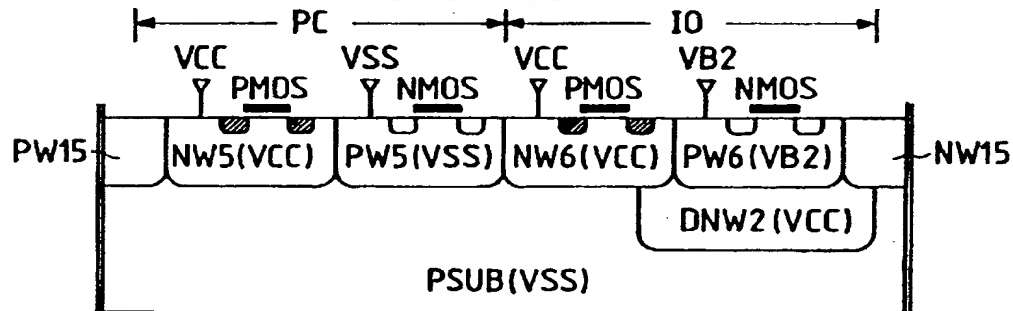 PC IO
VCC VSS VCC VB2
PMOS NMOS PMOS NMOS
PW15 NW5(VCC) PW5(VSS) NW6(VCC) PW6(VB2) NW15
DNW2(VCC)
PSUB(VSS)